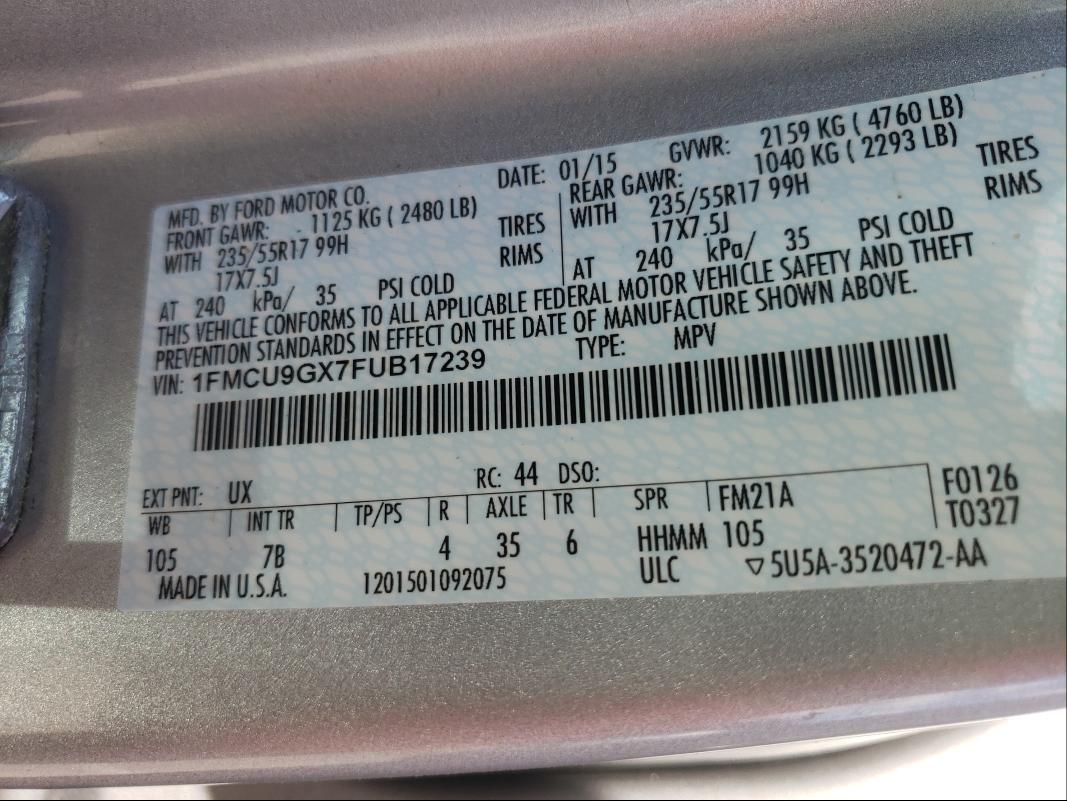 MFD. BY FORD MOTOR CO. DATE: 01/15 GVWR: 2159 KG ( 4760 LB)
FRONT GAWR: 1125 KG ( 2480 LB) REAR GAWR: 1040 KG ( 2293 LB)
WITH 235/55R17 99H TIRES WITH 235/55R17 99H TIRES
17X7.5J RIMS 17X7.5J RIMS
AT 240 kPa/ 35 PSI COLD AT 240 kPa/ 35 PSI COLD
THIS VEHICLE CONFORMS TO ALL APPLICABLE FEDERAL MOTOR VEHICLE SAFETY AND THEFT
PREVENTION STANDARDS IN EFFECT ON THE DATE OF MANUFACTURE SHOWN ABOVE.
VIN: 1FMCU9GX7FUB17239 TYPE: MPV
EXT PNT: UX RC: 44 DSO: F0126
WB INT TR TP/PS R AXLE TR SPR FM21A T0327
105 7B 4 35 6 HHMM 105
MADE IN U.S.A. 1201501092075 ULC ▽5U5A-3520472-AA